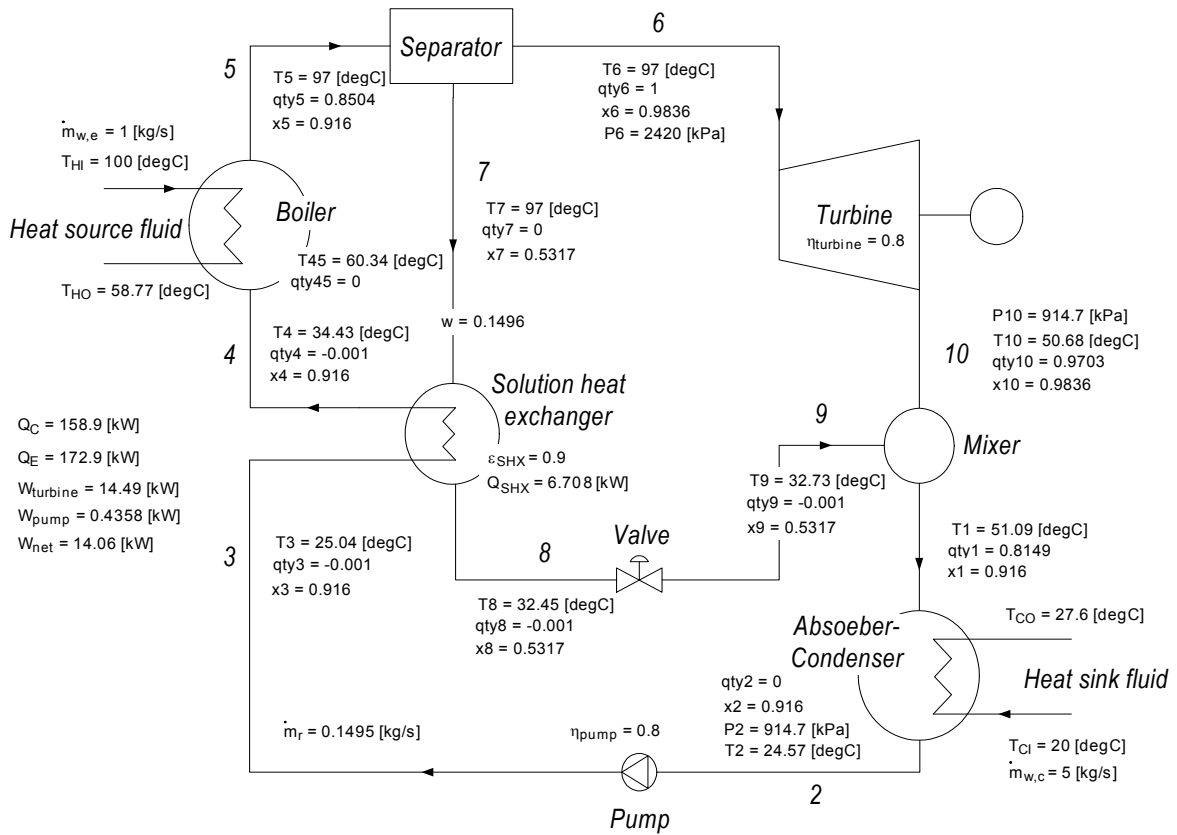 5
Separator
6
T5 = 97 [degC]
qty5 = 0.8504
x5 = 0.916
T6 = 97 [degC]
qty6 = 1
x6 = 0.9836
P6 = 2420 [kPa]
ṁw,e = 1 [kg/s]
THI = 100 [degC]
7
Heat source fluid
Boiler
T7 = 97 [degC]
qty7 = 0
x7 = 0.5317
Turbine
ηturbine = 0.8
T45 = 60.34 [degC]
qty45 = 0
THO = 58.77 [degC]
w = 0.1496
P10 = 914.7 [kPa]
T10 = 50.68 [degC]
qty10 = 0.9703
x10 = 0.9836
10
4
T4 = 34.43 [degC]
qty4 = -0.001
x4 = 0.916
Solution heat
exchanger
9
Mixer
QC = 158.9 [kW]
QE = 172.9 [kW]
Wturbine = 14.49 [kW]
Wpump = 0.4358 [kW]
Wnet = 14.06 [kW]
εSHX = 0.9
QSHX = 6.708 [kW]
T9 = 32.73 [degC]
qty9 = -0.001
x9 = 0.5317
3
T3 = 25.04 [degC]
qty3 = -0.001
x3 = 0.916
8
Valve
T1 = 51.09 [degC]
qty1 = 0.8149
x1 = 0.916
T8 = 32.45 [degC]
qty8 = -0.001
x8 = 0.5317
Absoeber-
Condenser
TCO = 27.6 [degC]
Heat sink fluid
qty2 = 0
x2 = 0.916
P2 = 914.7 [kPa]
T2 = 24.57 [degC]
ṁr = 0.1495 [kg/s]
ηpump = 0.8
TCI = 20 [degC]
ṁw,c = 5 [kg/s]
2
Pump